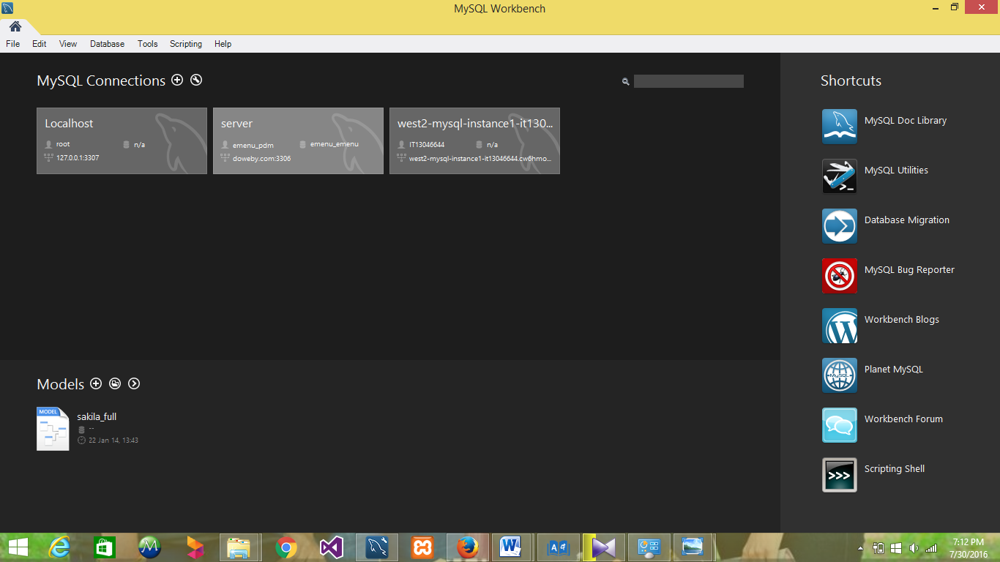 MySQL Workbench
File Edit View Database Tools Scripting Help
MySQL Connections
Localhost
root
n/a
127.0.0.1:3307
server
emenu_pdm
emenu_emenu
doweby.com:3306
west2-mysql-instance1-it130...
IT13046644
n/a
west2-mysql-instance1-it13046644.cw6hmo...
Shortcuts
MySQL Doc Library
MySQL Utilities
Database Migration
MySQL Bug Reporter
Workbench Blogs
Planet MySQL
MySQL
Workbench Forum
>>>
Scripting Shell
Models
MODEL
sakila_full
--
22 Jan 14, 13:43
7:12 PM
7/30/2016